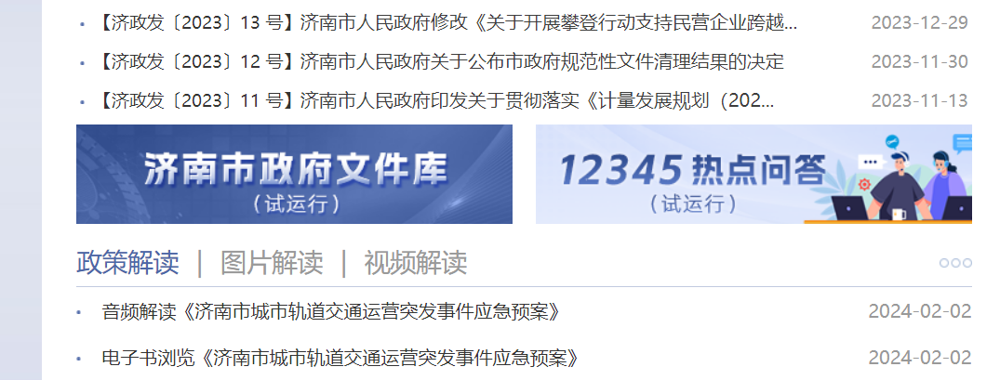 · 【济政发〔2023〕13 号】济南市人民政府修改《关于开展攀登行动支持民营企业跨越... 2023-12-29
· 【济政发〔2023〕12 号】济南市人民政府关于公布市政府规范性文件清理结果的决定 2023-11-30
· 【济政发〔2023〕11 号】济南市人民政府印发关于贯彻落实《计量发展规划（202... 2023-11-13
济南市政府文件库
（试运行）
12345 热点问答
（试运行）
政策解读 | 图片解读 | 视频解读
· 音频解读《济南市城市轨道交通运营突发事件应急预案》 2024-02-02
· 电子书浏览《济南市城市轨道交通运营突发事件应急预案》 2024-02-02